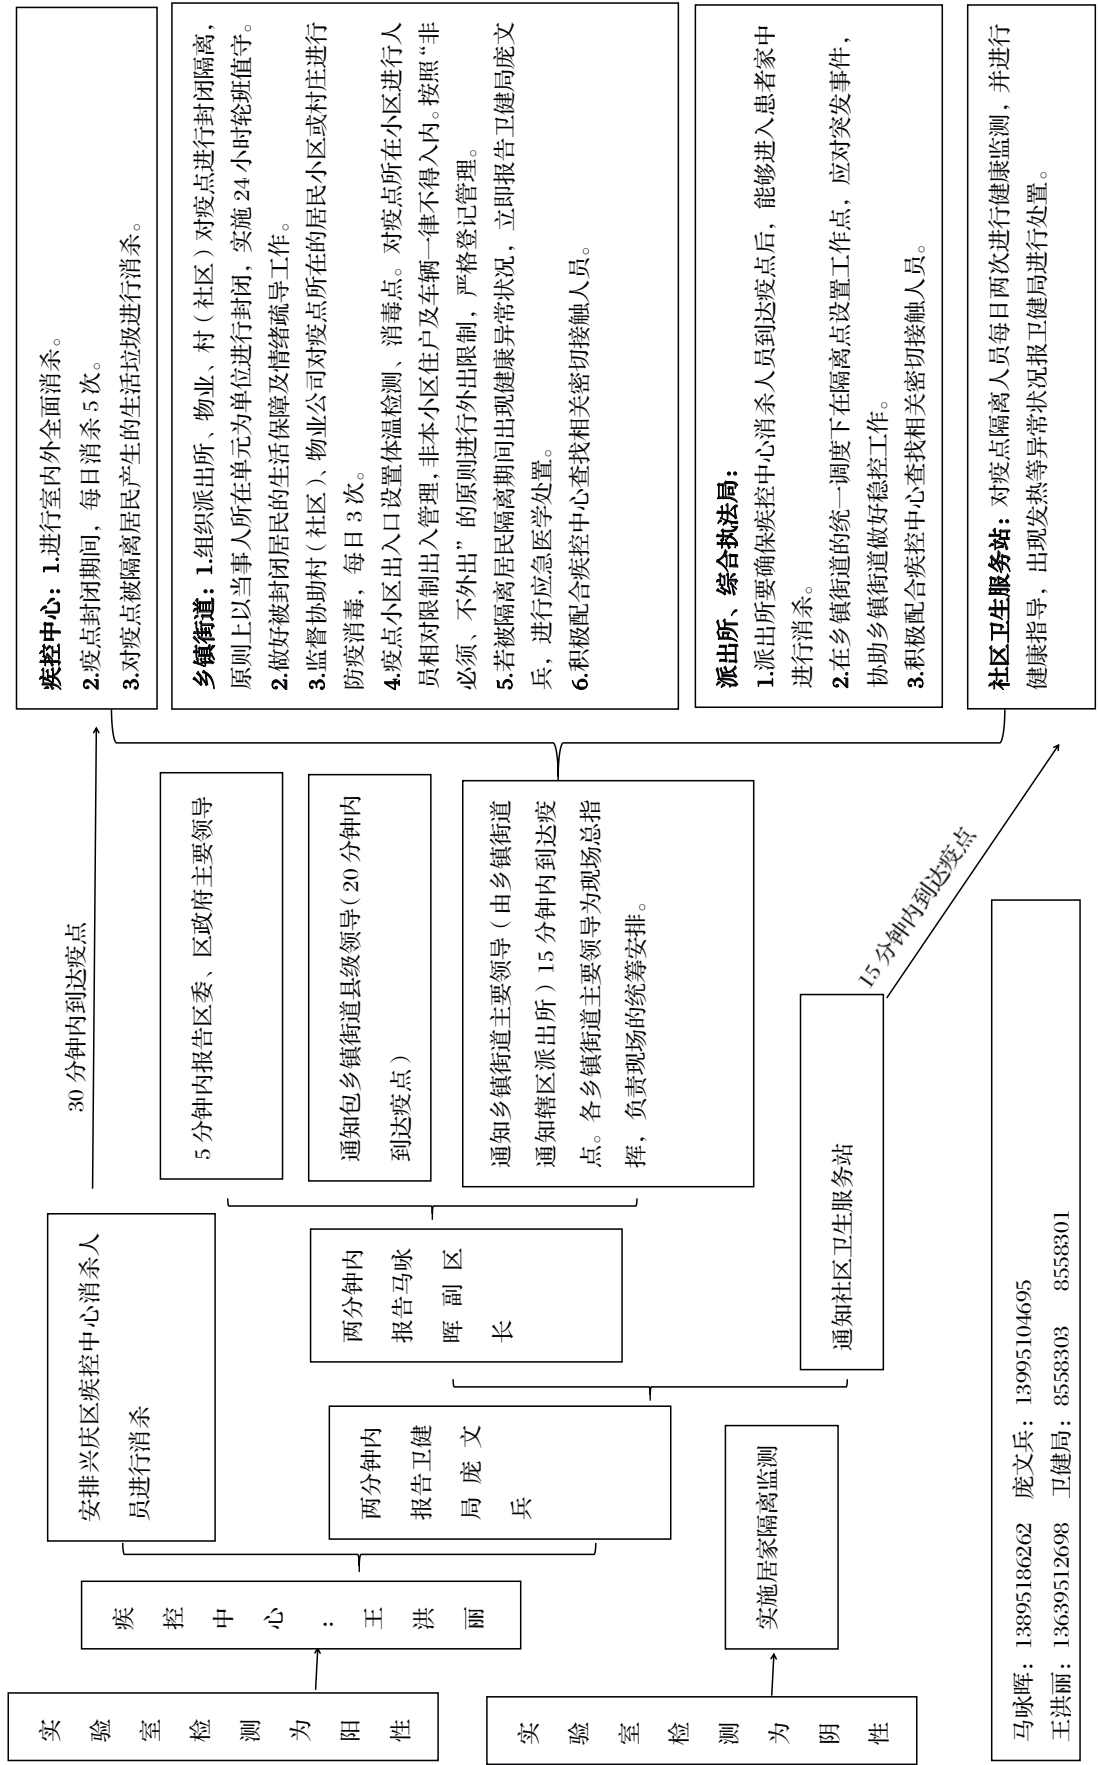 实验室检测为阳性
疾控中心：王洪丽
安排兴庆区疾控中心消杀人
员进行消杀
30 分钟内到达疫点
两分钟内
报告卫健
局庞文
兵
两分钟内
报告马咏
晖副区
长
5 分钟内报告区委、区政府主要领导
通知包乡镇街道县级领导（20 分钟内
到达疫点）
通知乡镇街道主要领导（由乡镇街道
通知辖区派出所）15 分钟内到达疫
点。各乡镇街道主要领导为现场总指
挥，负责现场的统筹安排。
通知社区卫生服务站
15 分钟内到达疫点
疾控中心：1.进行室内外全面消杀。
2.疫点封闭期间，每日消杀 5 次。
3.对疫点被隔离居民产生的生活垃圾进行消杀。
乡镇街道：1.组织派出所、物业、村（社区）对疫点进行封闭隔离，
原则上以当事人所在单元为单位进行封闭，实施 24 小时轮班值守。
2.做好被封闭居民的生活保障及情绪疏导工作。
3.监督协助村（社区）、物业公司对疫点所在的居民小区或村庄进行
防疫消毒，每日 3 次。
4.疫点小区出入口设置体温检测、消毒点。对疫点所在小区进行人
员相对限制出入管理，非本小区住户及车辆一律不得入内。按照“非
必须、不外出”的原则进行外出限制，严格登记管理。
5.若被隔离居民隔离期间出现健康异常状况，立即报告卫健局庞文
兵，进行应急医学处置。
6.积极配合疾控中心查找相关密切接触人员。
派出所、综合执法局：
1.派出所要确保疾控中心消杀人员到达疫点后，能够进入患者家中
进行消杀。
2.在乡镇街道的统一调度下在隔离点设置工作点，应对突发事件，
协助乡镇街道做好稳控工作。
3.积极配合疾控中心查找相关密切接触人员。
社区卫生服务站：对疫点隔离人员每日两次进行健康监测，并进行
健康指导，出现发热等异常状况报卫健局进行处置。
实验室检测为阴性
实施居家隔离监测
马咏晖：13895186262 庞文兵：13995104695
王洪丽：13639512698 卫健局：8558303 8558301